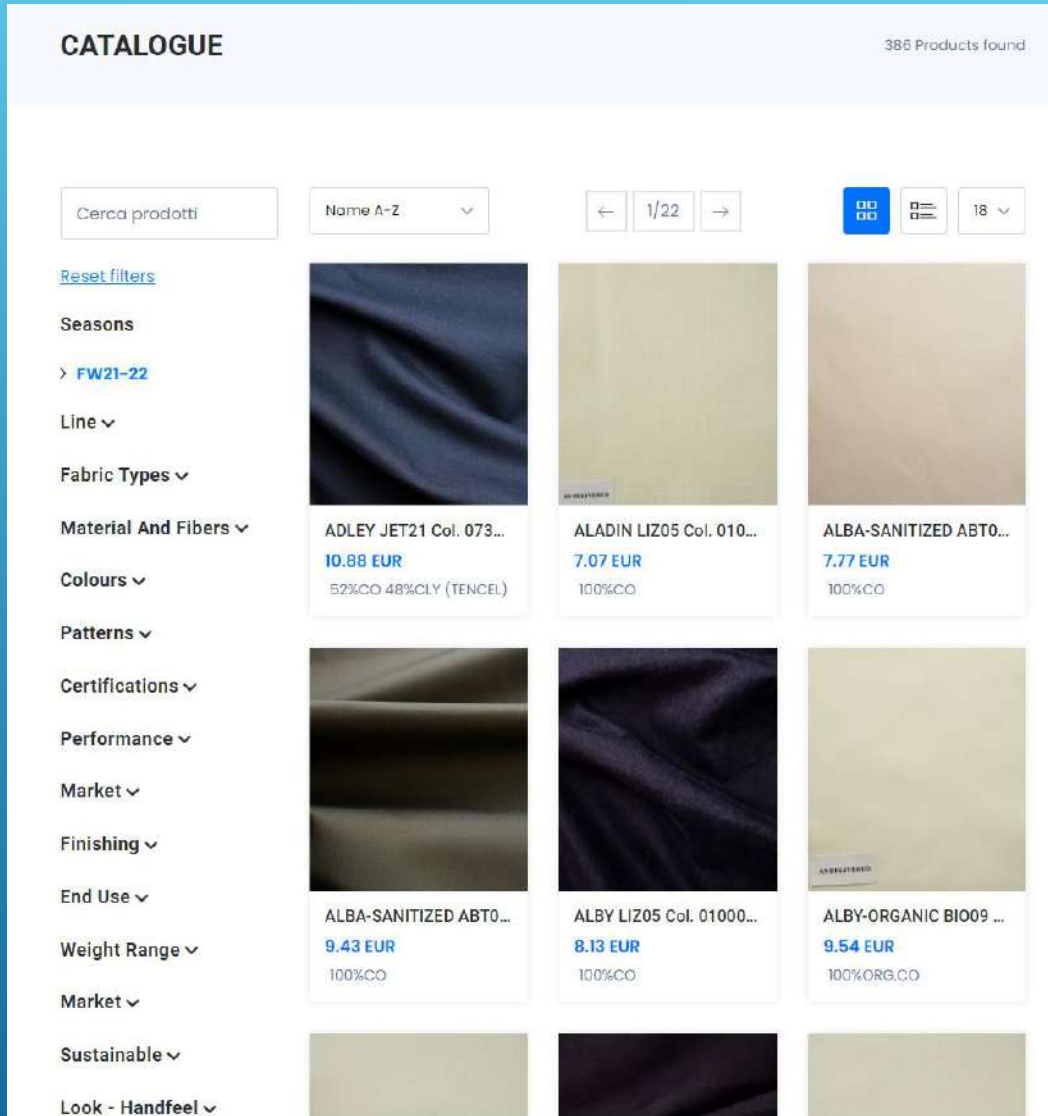 CATALOGUE
386 Products found
Cerca prodotti
Name A-Z
1/22
18
Reset filters
Seasons
FW21-22
Line
Fabric Types
Material And Fibers
Colours
Patterns
Certifications
Performance
Market
Finishing
End Use
Weight Range
Market
Sustainable
Look - Handfeel
AS DELIVERED
ADLEY JET21 Col. 073...
10.88 EUR
52%CO 48%CLY (TENCEL)
ALADIN LIZ05 Col. 010...
7.07 EUR
100%CO
ALBA-SANITIZED ABT0...
7.77 EUR
100%CO
AS DELIVERED
ALBA-SANITIZED ABT0...
9.43 EUR
100%CO
ALBY LIZ05 Col. 01000...
8.13 EUR
100%CO
ALBY-ORGANIC BIO09 ...
9.54 EUR
100%ORG.CO